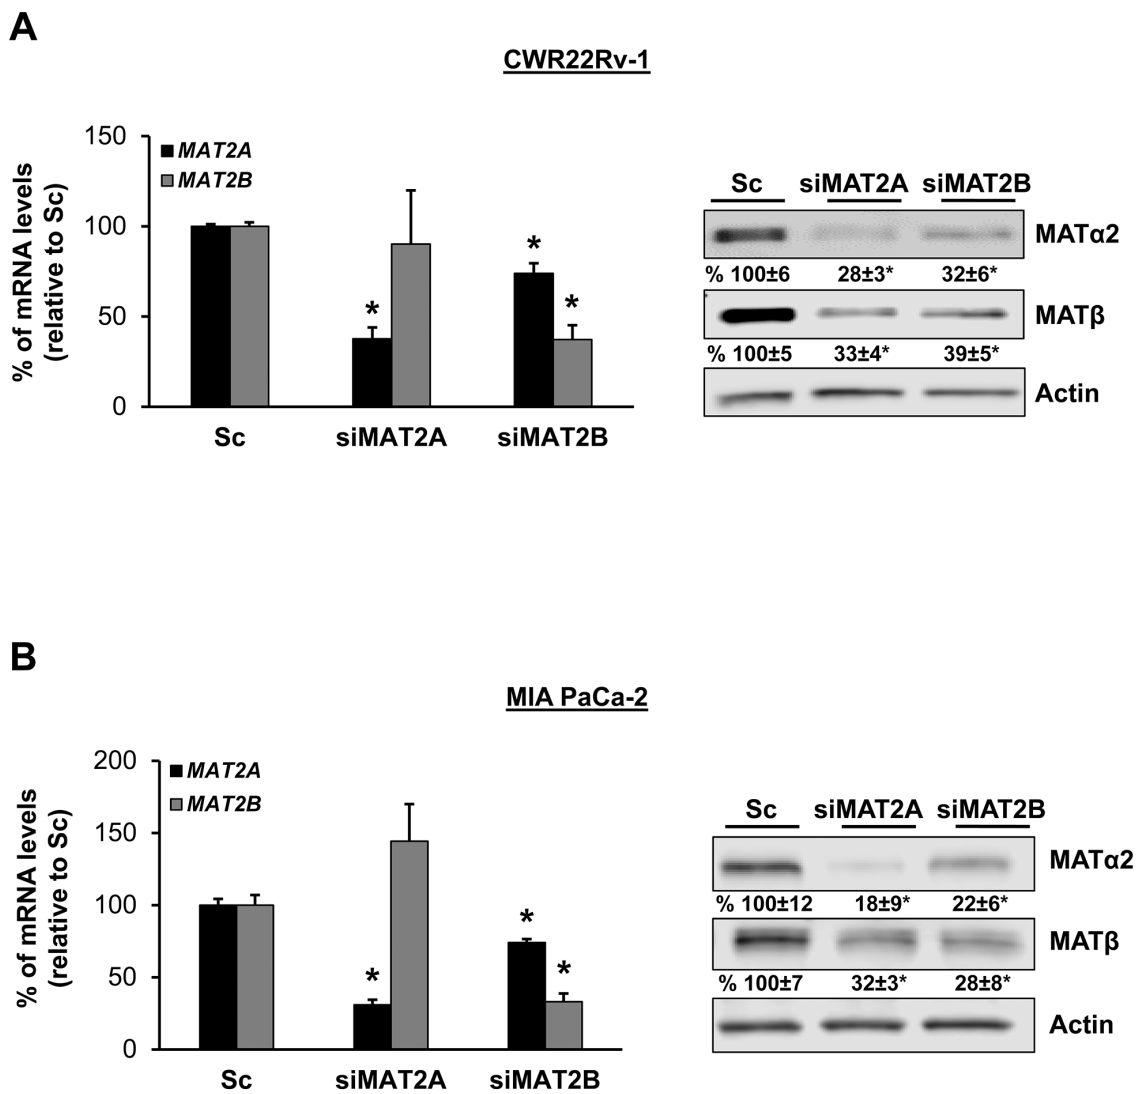 A
CWR22Rv-1
150
100
50
0
% of mRNA levels
(relative to Sc)
MAT2A
MAT2B
*
*
*
Sc
siMAT2A
siMAT2B
Sc siMAT2A siMAT2B
MATα2
% 100±6 28±3* 32±6*
MATβ
% 100±5 33±4* 39±5*
Actin
B
MIA PaCa-2
200
150
100
50
0
% of mRNA levels
(relative to Sc)
MAT2A
MAT2B
*
*
*
Sc
siMAT2A
siMAT2B
Sc siMAT2A siMAT2B
MATα2
% 100±12 18±9* 22±6*
MATβ
% 100±7 32±3* 28±8*
Actin